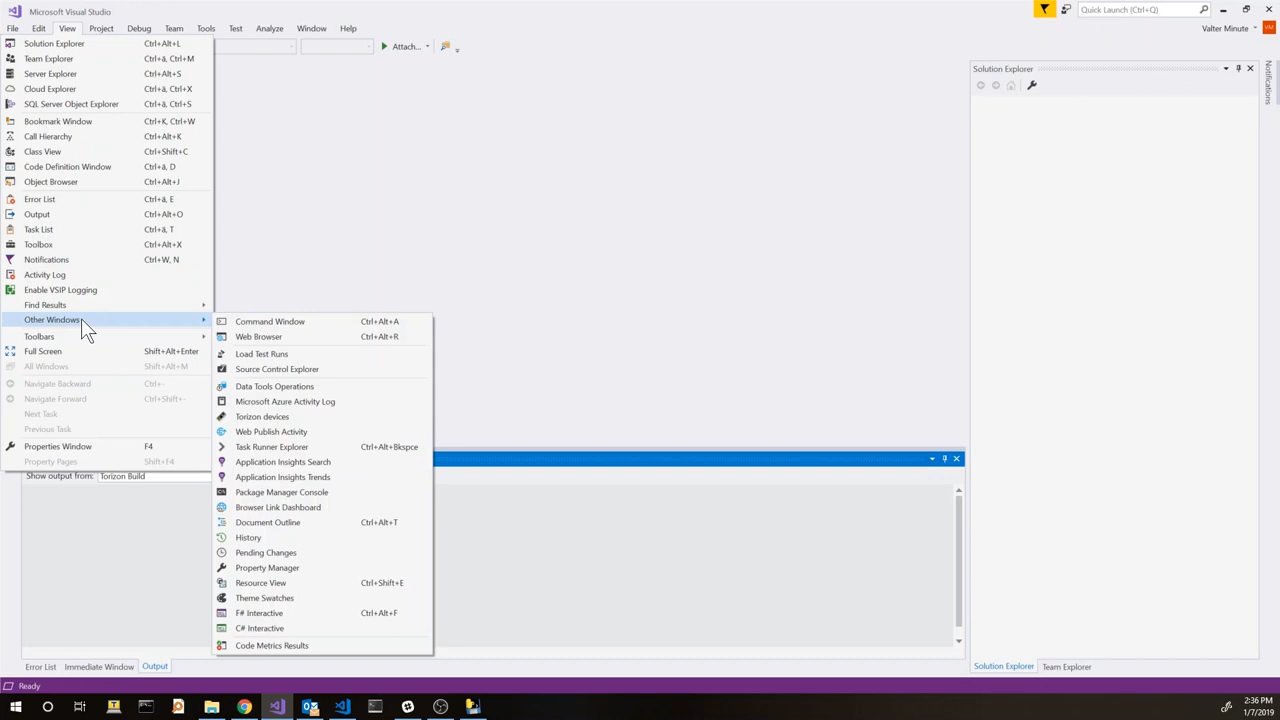 Microsoft Visual Studio
Quick Launch (Ctrl+Q)
File Edit View Project Debug Team Tools Test Analyze Window Help
Valter Minute VM
Attach...
Solution Explorer Ctrl+Alt+L
Team Explorer Ctrl+ä, Ctrl+M
Server Explorer Ctrl+Alt+S
Cloud Explorer Ctrl+ä, Ctrl+X
SQL Server Object Explorer Ctrl+ä, Ctrl+S
Bookmark Window Ctrl+K, Ctrl+W
Call Hierarchy Ctrl+Alt+K
Class View Ctrl+Shift+C
Code Definition Window Ctrl+ä, D
Object Browser Ctrl+Alt+J
Error List Ctrl+ä, E
Output Ctrl+Alt+O
Task List Ctrl+ä, T
Toolbox Ctrl+Alt+X
Notifications Ctrl+W, N
Activity Log
Enable VSIP Logging
Find Results
Other Windows
Toolbars
Full Screen Shift+Alt+Enter
All Windows Shift+Alt+M
Navigate Backward Ctrl+-
Navigate Forward Ctrl+Shift+-
Next Task
Previous Task
Properties Window F4
Property Pages Shift+F4
Command Window Ctrl+Alt+A
Web Browser Ctrl+Alt+R
Load Test Runs
Source Control Explorer
Data Tools Operations
Microsoft Azure Activity Log
Torizon devices
Web Publish Activity
Task Runner Explorer Ctrl+Alt+Bkspce
Application Insights Search
Application Insights Trends
Package Manager Console
Browser Link Dashboard
Document Outline Ctrl+Alt+T
History
Pending Changes
Property Manager
Resource View Ctrl+Shift+E
Theme Swatches
F# Interactive Ctrl+Alt+F
C# Interactive
Code Metrics Results
Show output from: Torizon Build
Error List Immediate Window Output
Solution Explorer
Notifications
Solution Explorer Team Explorer
Ready
2:36 PM
1/7/2019